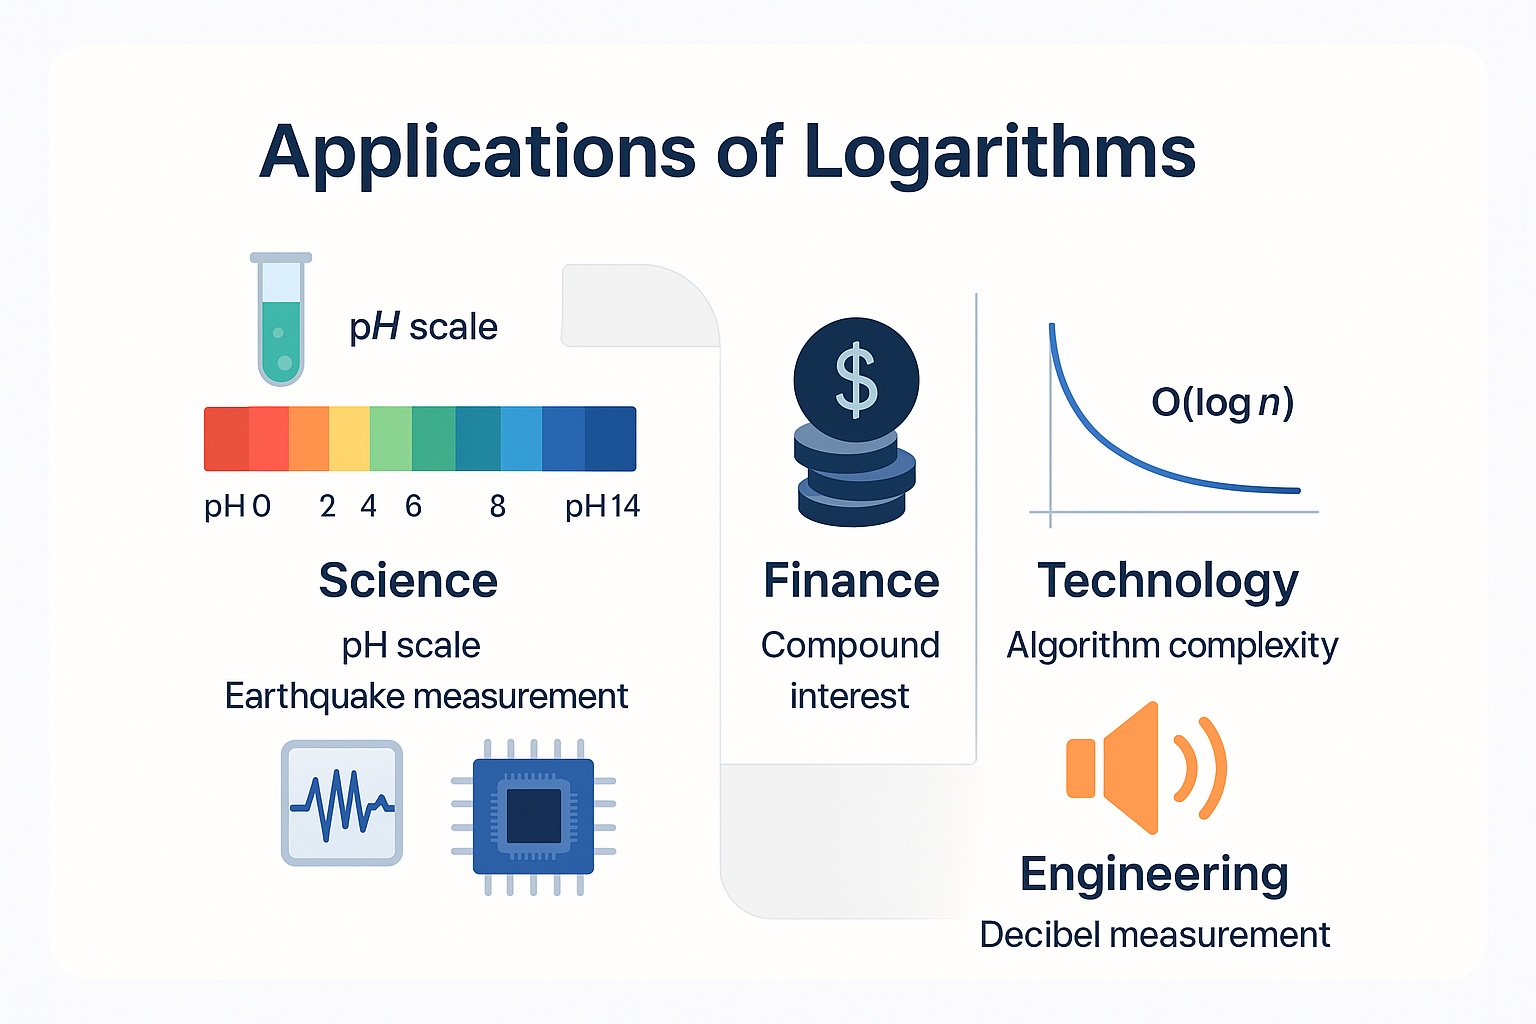 Applications of Logarithms
pH scale
pH 0 2 4 6 8 pH 14
Science
pH scale
Earthquake measurement
$
Finance
Compound
interest
O(log n)
Technology
Algorithm complexity
Engineering
Decibel measurement